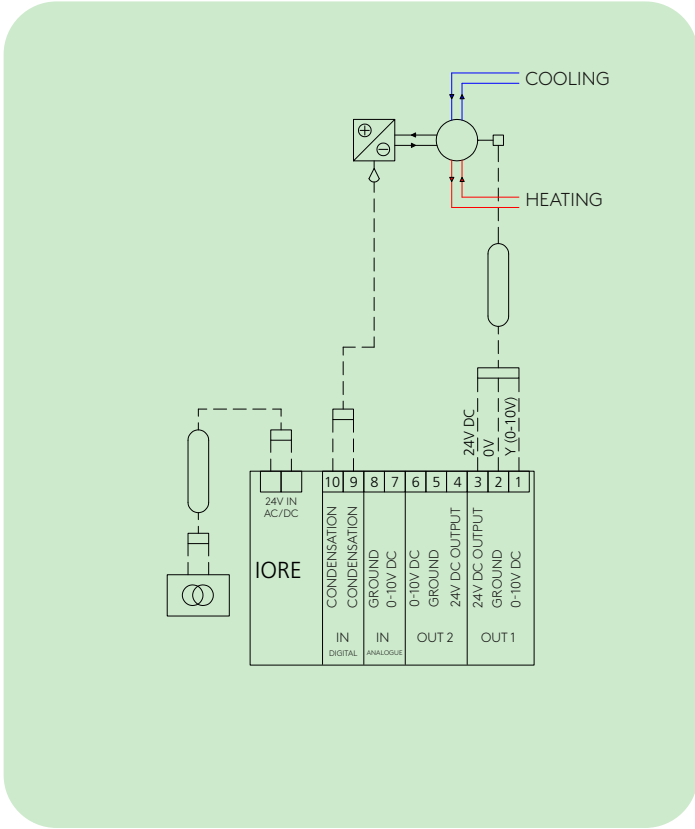 COOLING
HEATING
24V DC
0V
Y (0-10V)
10 9 8 7 6 5 4 3 2 1
24V IN
AC/DC
IORE
CONDENSATION
CONDENSATION
GROUND
0-10V DC
0-10V DC
GROUND
24V DC OUTPUT
24V DC OUTPUT
GROUND
0-10V DC
IN IN OUT 2 OUT 1
DIGITAL ANALOGUE